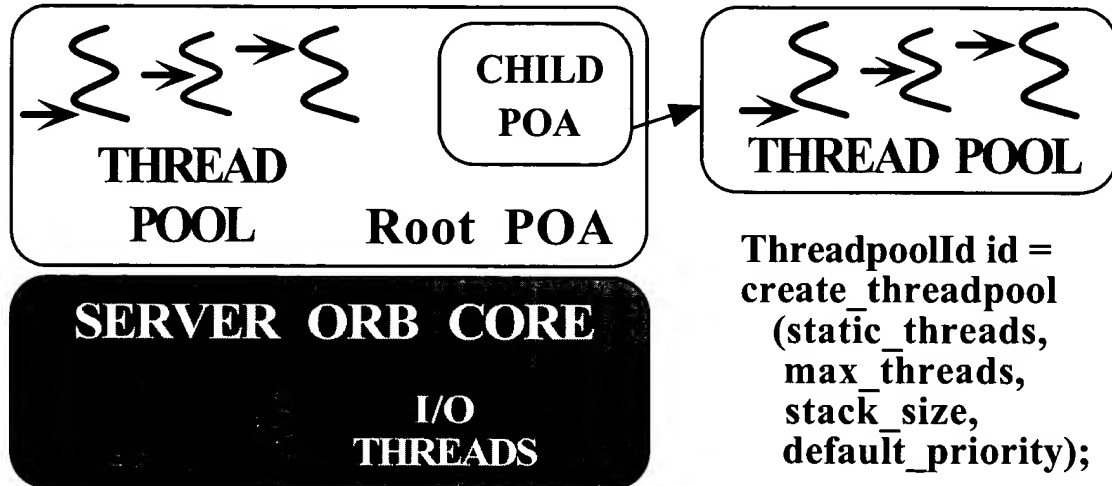 CHILD
POA
THREAD
POOL
Root POA
THREAD POOL
SERVER ORB CORE
I/O
THREADS
ThreadpoolId id =
create_threadpool
(static_threads,
max_threads,
stack_size,
default_priority);